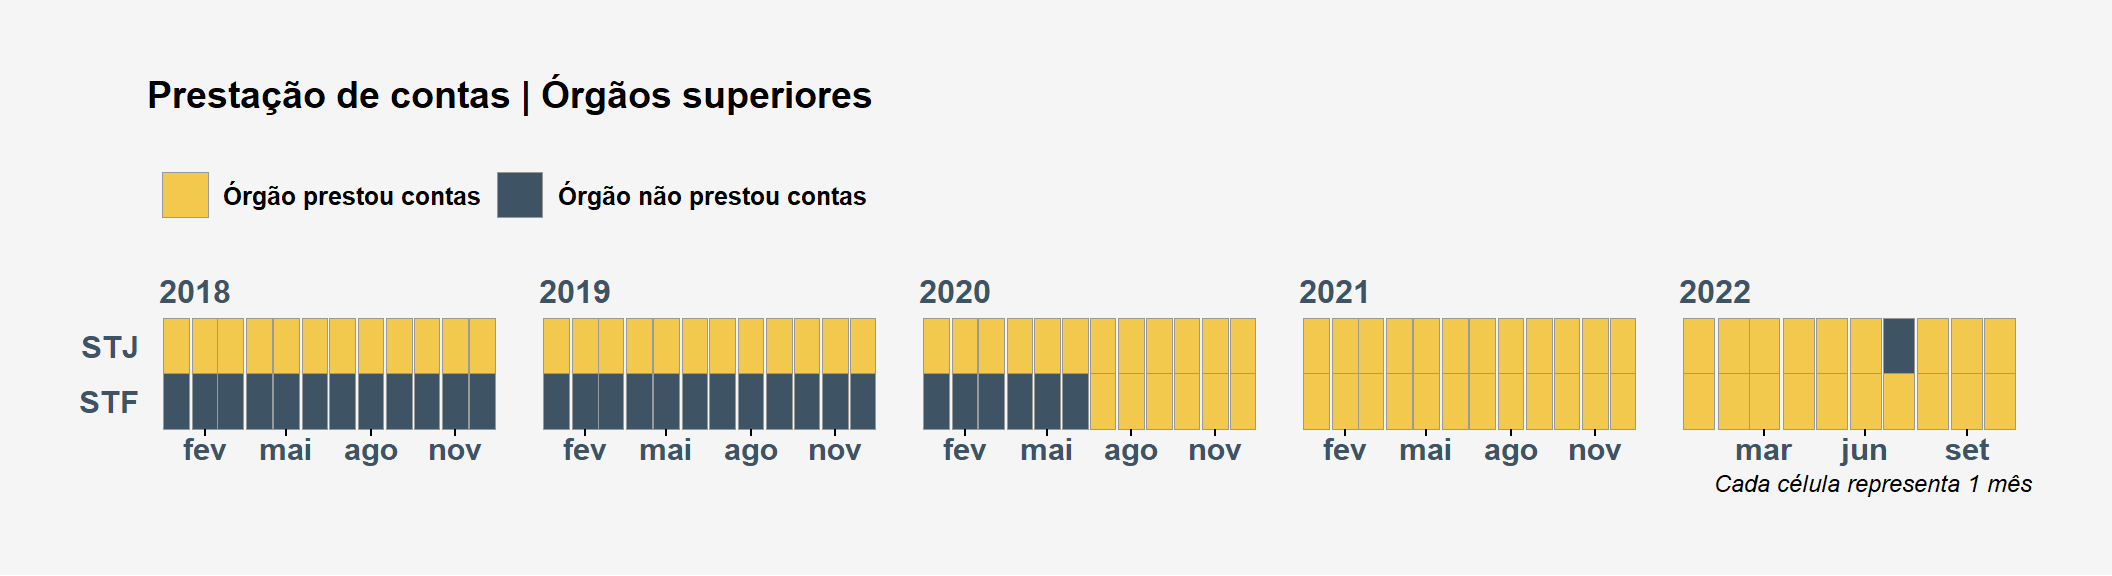 Prestação de contas | Órgãos superiores
Órgão prestou contas Órgão não prestou contas
2018 2019 2020 2021 2022
STJ
STF
fev mai ago nov fev mai ago nov fev mai ago nov fev mai ago nov mar jun set
Cada célula representa 1 mês